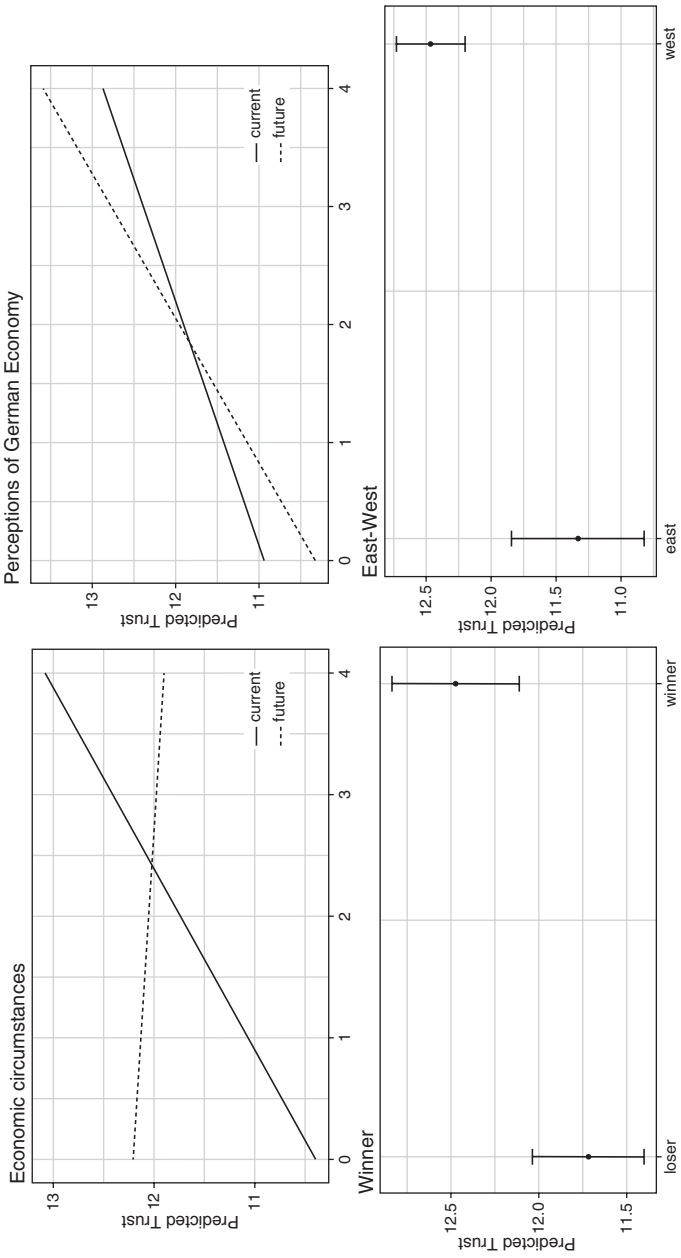 Economic circumstances
Predicted Trust
13
12
11
0
1
2
3
4
current
future
Perceptions of German Economy
Predicted Trust
13
12
11
0
1
2
3
4
current
future
Winner
Predicted Trust
12.5
12.0
11.5
loser
winner
East-West
Predicted Trust
12.5
12.0
11.5
11.0
east
west